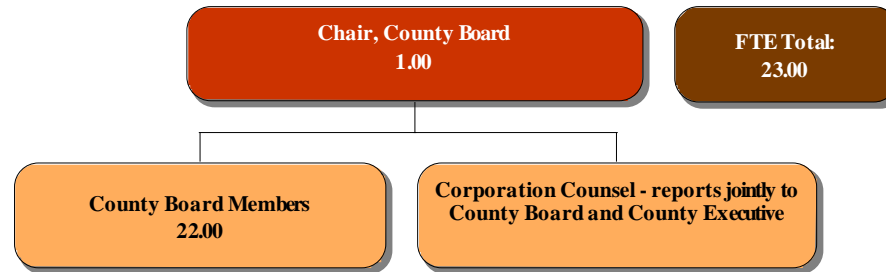 Chair, County Board
1.00
FTE Total:
23.00
County Board Members
22.00
Corporation Counsel - reports jointly to
County Board and County Executive